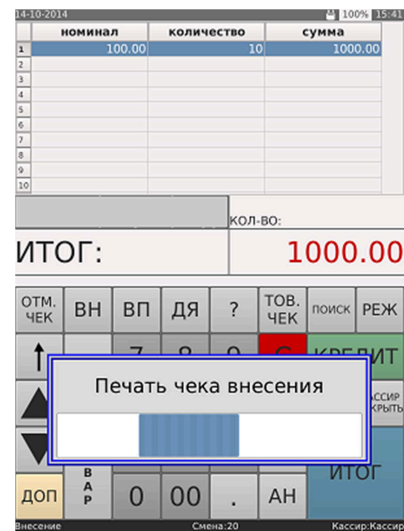 14-10-2014 100% 15:41
номинал количество сумма
1 100.00 10 1000.00
2
3
4
5
6
7
8
9
10
КОЛ-ВО:
ИТОГ: 1000.00
ОТМ. ЧЕК ВН ВП ДЯ ? ТОВ. ЧЕК ПОИСК РЕЖ
Печать чека внесения
ИТОГ
ДОП ВАР 0 00 . АН
Внесение Смена:20 Кассир:Кассир